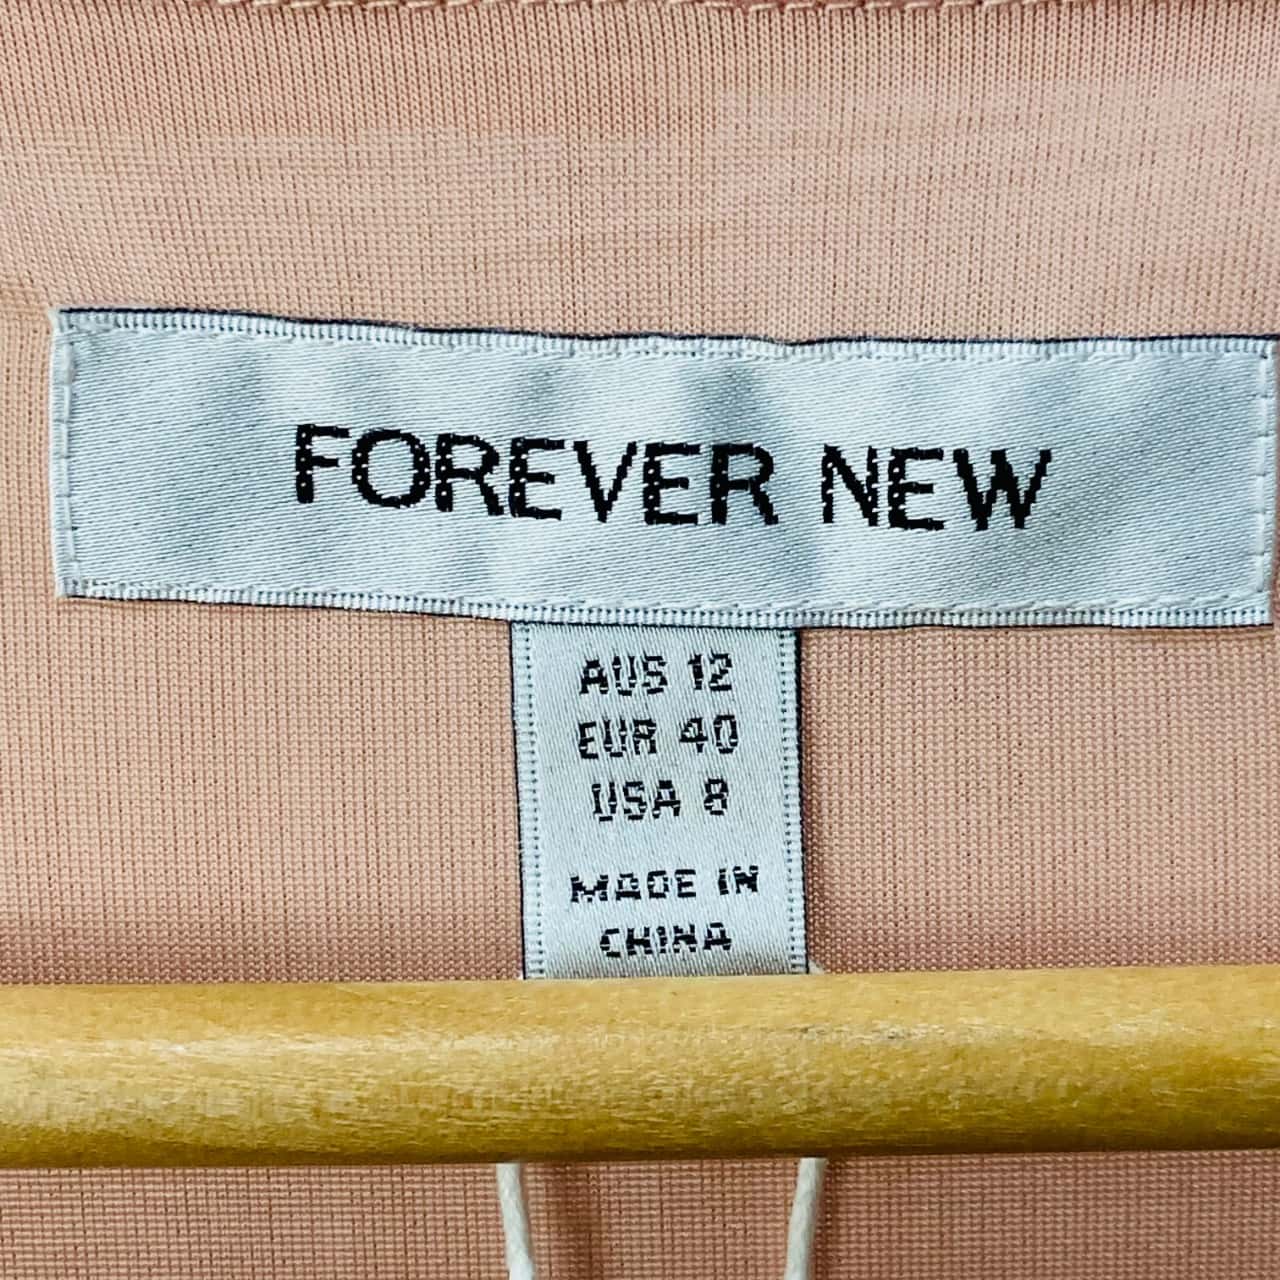 FOREVER NEW
AUS 12
EUR 40
USA 8
MADE IN
CHINA